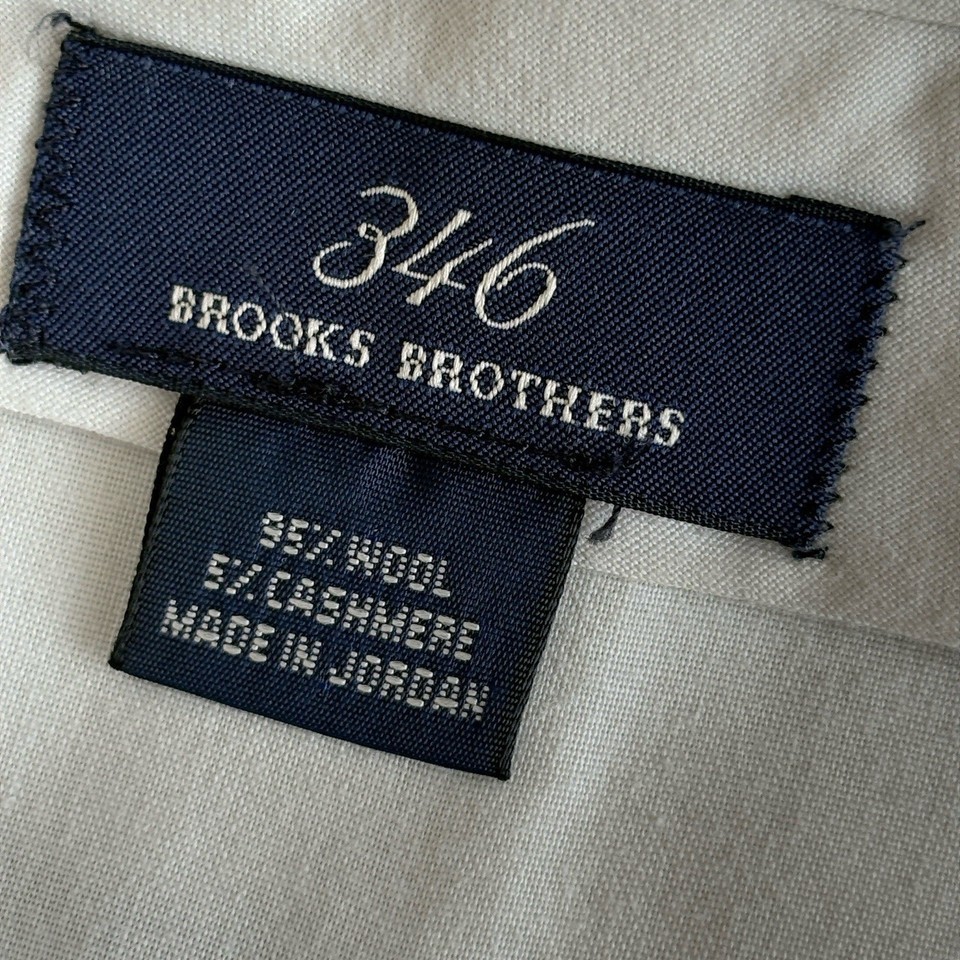 346
BROOKS BROTHERS
95% WOOL
5% CASHMERE
MADE IN JORDAN